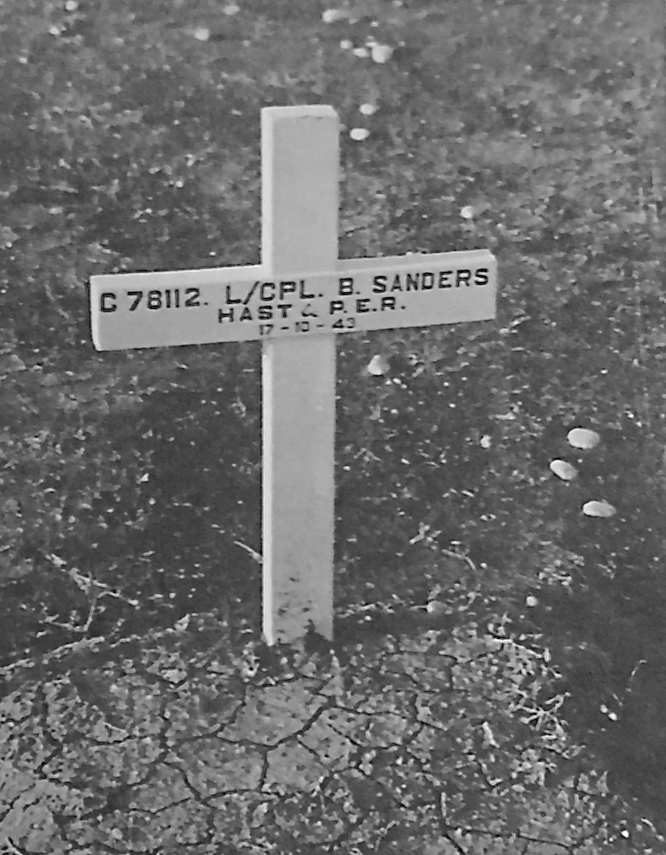 C 78112. L/CPL. B. SANDERS
HAST & P.E.R.
17-10-43